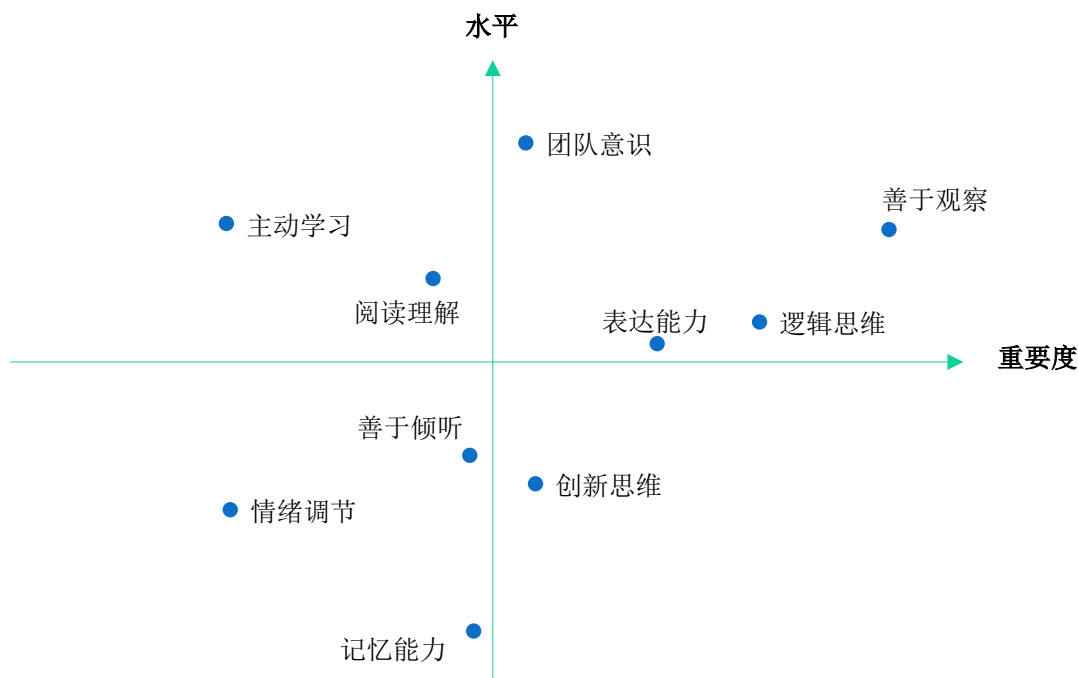 水平
团队意识
善于观察
主动学习
阅读理解
表达能力
逻辑思维
重要度
善于倾听
创新思维
情绪调节
记忆能力